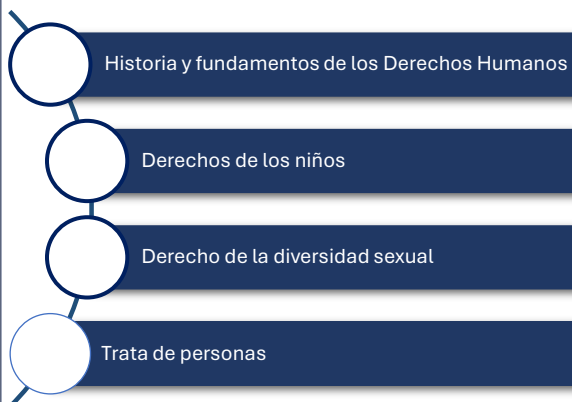 Historia y fundamentos de los Derechos Humanos
Derechos de los niños
Derecho de la diversidad sexual
Trata de personas